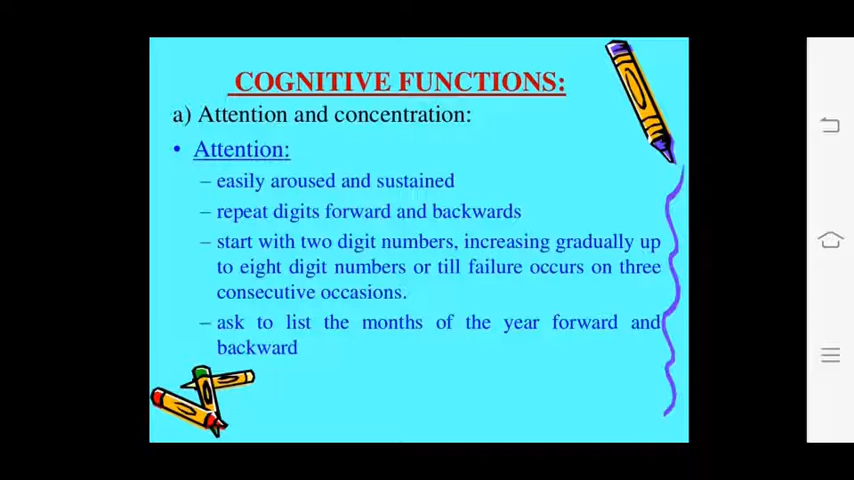 COGNITIVE FUNCTIONS:
a) Attention and concentration:
• Attention:
– easily aroused and sustained
– repeat digits forward and backwards
– start with two digit numbers, increasing gradually up
to eight digit numbers or till failure occurs on three
consecutive occasions.
– ask to list the months of the year forward and
backward